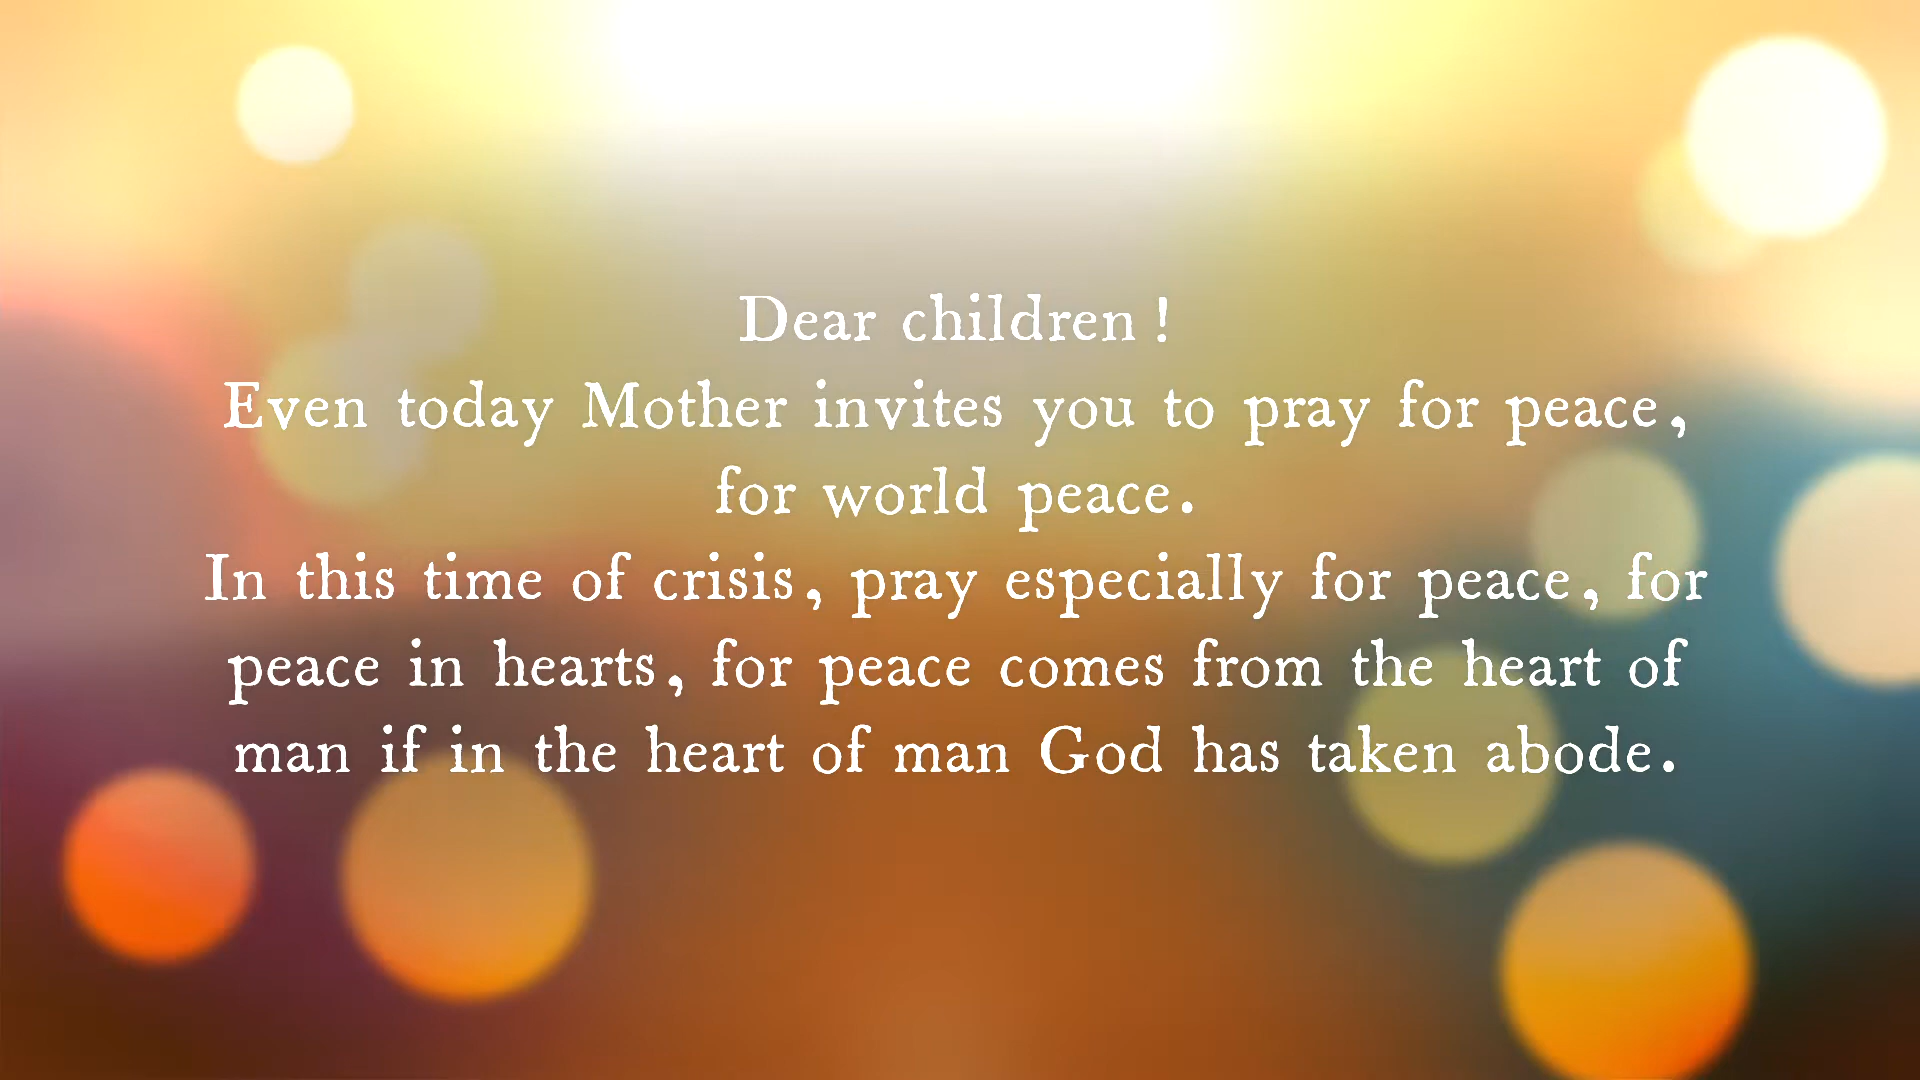 Dear children!
Even today Mother invites you to pray for peace,
for world peace.
In this time of crisis, pray especially for peace, for
peace in hearts, for peace comes from the heart of
man if in the heart of man God has taken abode.